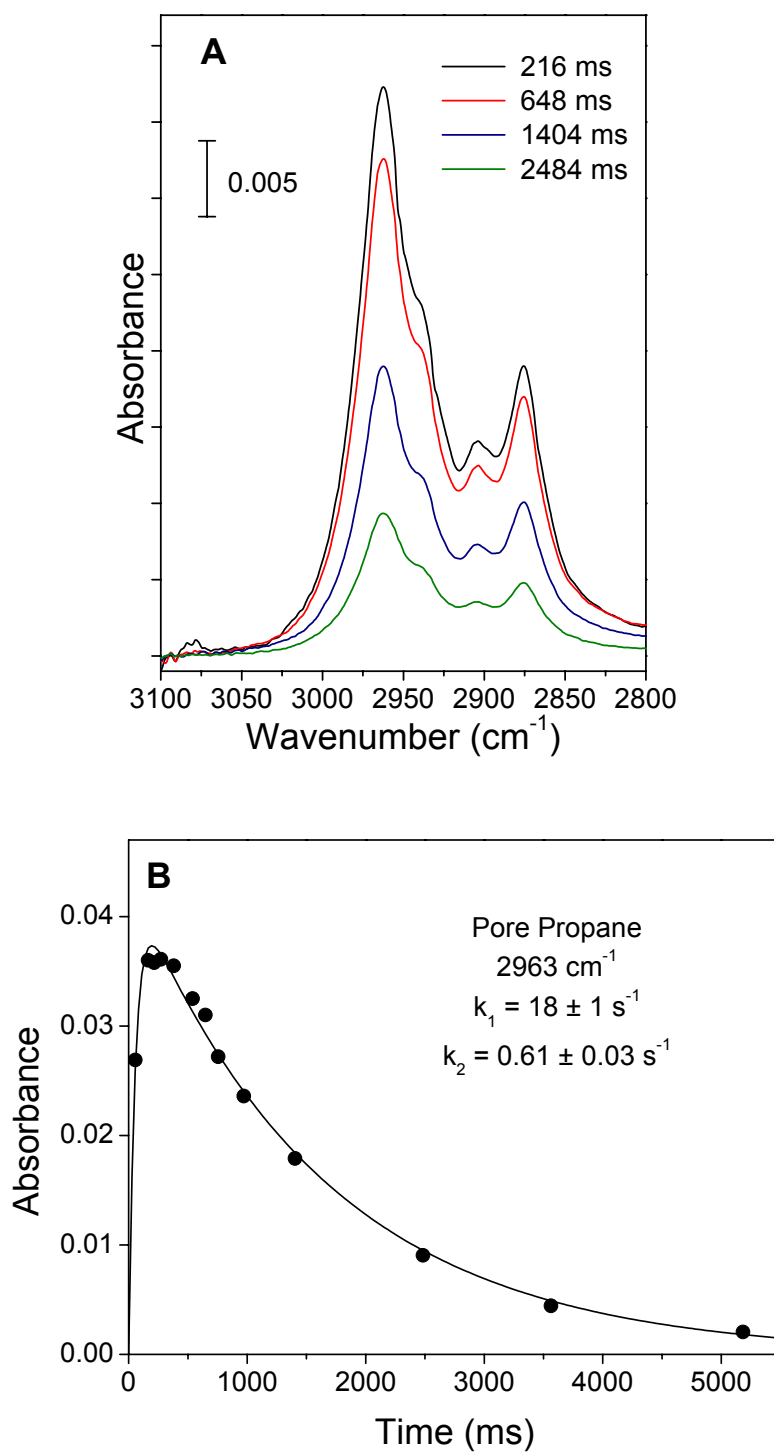 A
216 ms
648 ms
1404 ms
2484 ms
0.005
Absorbance
3100 3050 3000 2950 2900 2850 2800
Wavenumber (cm⁻¹)
B
Pore Propane
2963 cm⁻¹
k₁ = 18 ± 1 s⁻¹
k₂ = 0.61 ± 0.03 s⁻¹
0.04
0.03
0.02
0.01
0.00
Absorbance
0 1000 2000 3000 4000 5000
Time (ms)